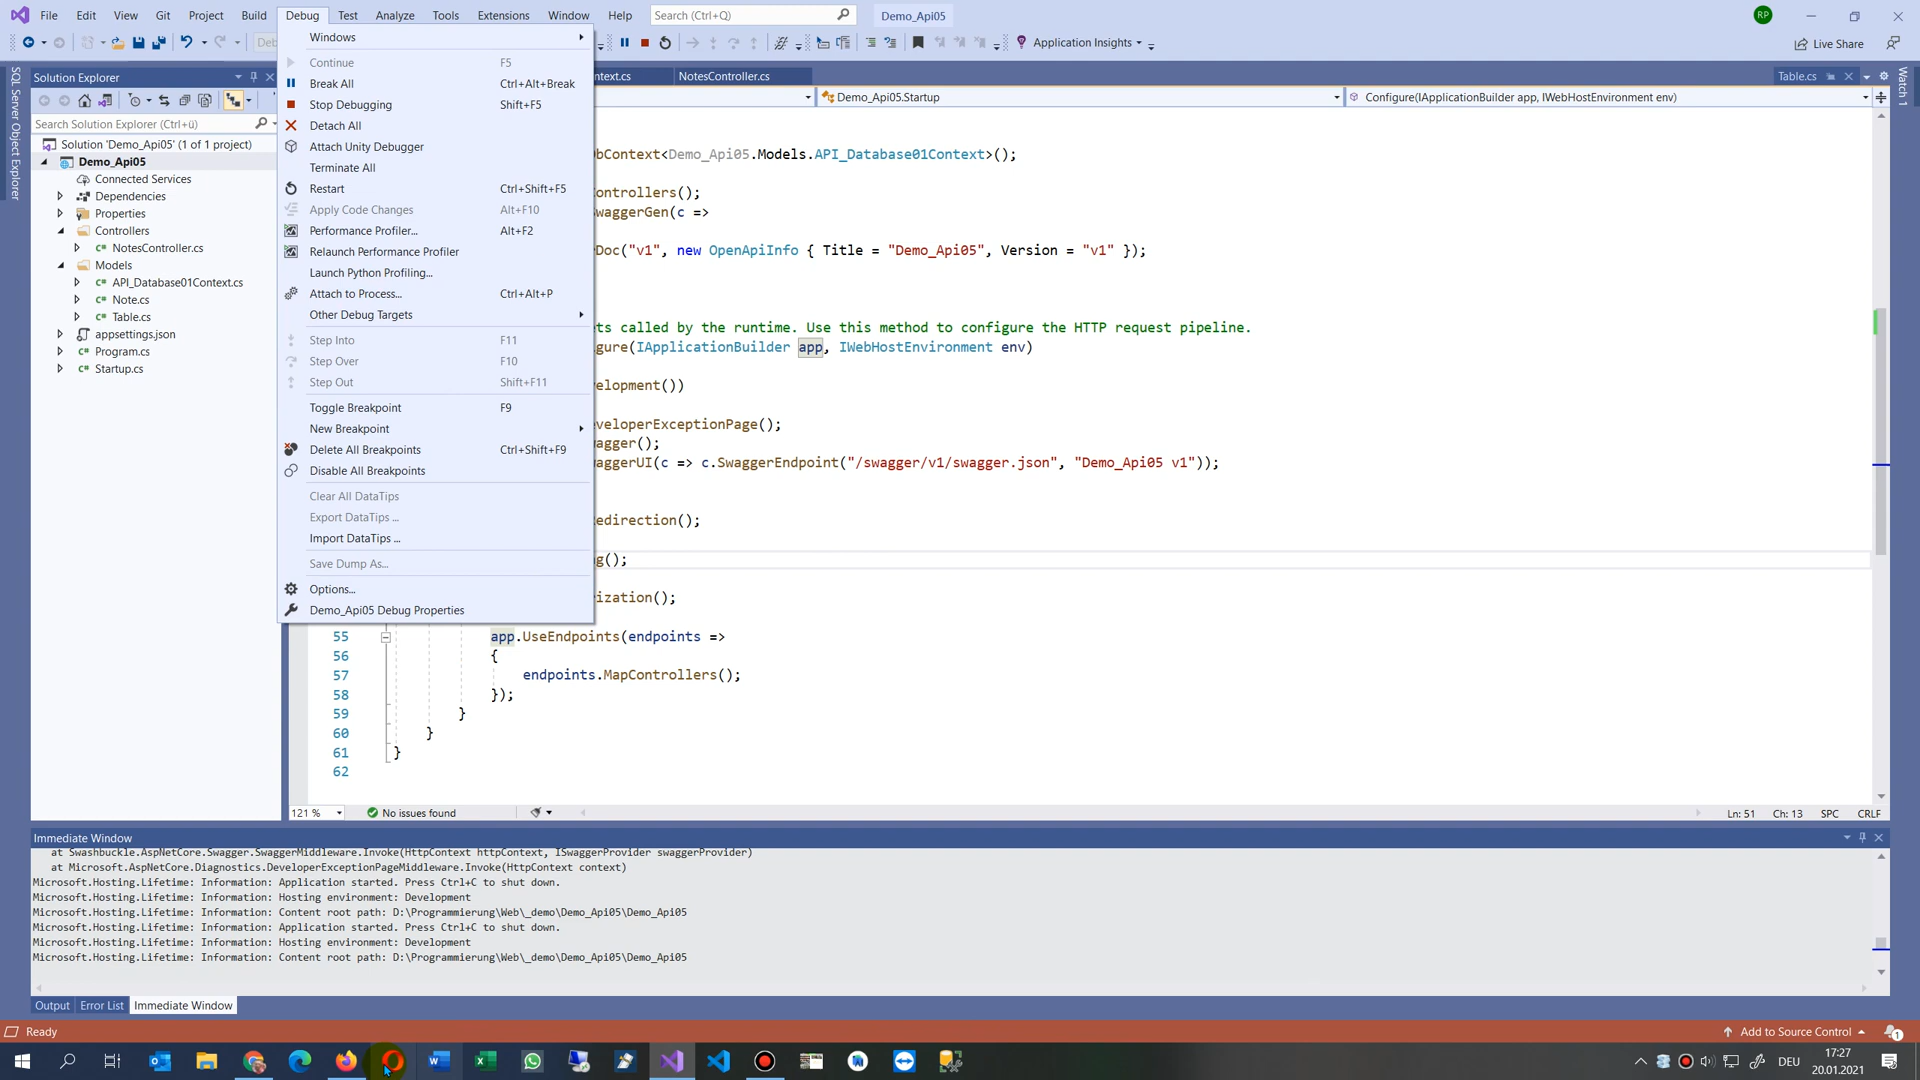 File Edit View Git Project Build Debug Test Analyze Tools Extensions Window Help Search (Ctrl+Q) Demo_Api05 RP
Application Insights Live Share
Solution Explorer
Search Solution Explorer (Ctrl+ü)
Solution 'Demo_Api05' (1 of 1 project)
Demo_Api05
Connected Services
Dependencies
Properties
Controllers
NotesController.cs
Models
API_Database01Context.cs
Note.cs
Table.cs
appsettings.json
Program.cs
Startup.cs
SQL Server Object Explorer
Windows
Continue F5
Break All Ctrl+Alt+Break
Stop Debugging Shift+F5
Detach All
Attach Unity Debugger
Terminate All
Restart Ctrl+Shift+F5
Apply Code Changes Alt+F10
Performance Profiler... Alt+F2
Relaunch Performance Profiler
Launch Python Profiling...
Attach to Process... Ctrl+Alt+P
Other Debug Targets
Step Into F11
Step Over F10
Step Out Shift+F11
Toggle Breakpoint F9
New Breakpoint
Delete All Breakpoints Ctrl+Shift+F9
Disable All Breakpoints
Clear All DataTips
Export DataTips ...
Import DataTips ...
Save Dump As...
Options...
Demo_Api05 Debug Properties
ntext.cs NotesController.cs Table.cs
Demo_Api05.Startup Configure(IApplicationBuilder app, IWebHostEnvironment env)
Watch 1
bContext<Demo_Api05.Models.API_Database01Context>();
ontrollers();
waggerGen(c =>
rDoc("v1", new OpenApiInfo { Title = "Demo_Api05", Version = "v1" });
ts called by the runtime. Use this method to configure the HTTP request pipeline.
gure(IApplicationBuilder app, IWebHostEnvironment env)
velopment())
eveloperExceptionPage();
wagger();
waggerUI(c => c.SwaggerEndpoint("/swagger/v1/swagger.json", "Demo_Api05 v1"));
edirection();
g();
ization();
55 app.UseEndpoints(endpoints =>
56 {
57 endpoints.MapControllers();
58 });
59 }
60 }
61 }
62
121 % No issues found Ln: 51 Ch: 13 SPC CRLF
Immediate Window
at Swashbuckle.AspNetCore.Swagger.SwaggerMiddleware.Invoke(HttpContext httpContext, ISwaggerProvider swaggerProvider)
at Microsoft.AspNetCore.Diagnostics.DeveloperExceptionPageMiddleware.Invoke(HttpContext context)
Microsoft.Hosting.Lifetime: Information: Application started. Press Ctrl+C to shut down.
Microsoft.Hosting.Lifetime: Information: Hosting environment: Development
Microsoft.Hosting.Lifetime: Information: Content root path: D:\Programmierung\Web\_demo\Demo_Api05\Demo_Api05
Microsoft.Hosting.Lifetime: Information: Application started. Press Ctrl+C to shut down.
Microsoft.Hosting.Lifetime: Information: Hosting environment: Development
Microsoft.Hosting.Lifetime: Information: Content root path: D:\Programmierung\Web\_demo\Demo_Api05\Demo_Api05
Output Error List Immediate Window
Ready Add to Source Control 1
DEU 17:27
20.01.2021